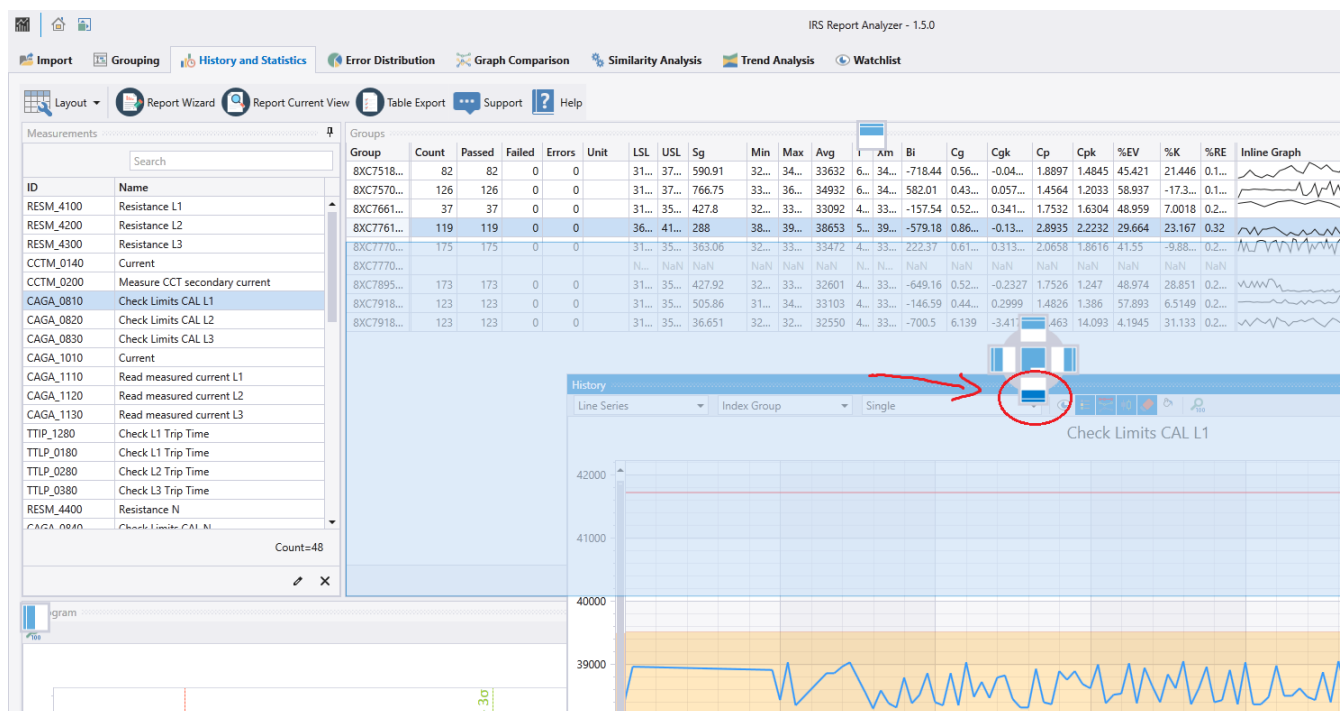 IRS Report Analyzer - 1.5.0
Import Grouping History and Statistics Error Distribution Graph Comparison Similarity Analysis Trend Analysis Watchlist
Layout Report Wizard Report Current View Table Export Support Help
Measurements
Search
ID Name
RESM_4100 Resistance L1
RESM_4200 Resistance L2
RESM_4300 Resistance L3
CCTM_0140 Current
CCTM_0200 Measure CCT secondary current
CAGA_0810 Check Limits CAL L1
CAGA_0820 Check Limits CAL L2
CAGA_0830 Check Limits CAL L3
CAGA_1010 Current
CAGA_1110 Read measured current L1
CAGA_1120 Read measured current L2
CAGA_1130 Read measured current L3
TTIP_1280 Check L1 Trip Time
TTLP_0180 Check L1 Trip Time
TTLP_0280 Check L2 Trip Time
TTLP_0380 Check L3 Trip Time
RESM_4400 Resistance N
CAGA_0840 Check Limits CAL N
Count=48
Groups
Group Count Passed Failed Errors Unit LSL USL Sg Min Max Avg Xm Bi Cg Cgk Cp Cpk %EV %K %RE Inline Graph
8XC7518... 82 82 0 0 31... 37... 590.91 32... 34... 33632 6... 34... -718.44 0.56... -0.04... 1.8897 1.4845 45.421 21.446 0.1...
8XC7570... 126 126 0 0 31... 37... 766.75 33... 36... 34932 6... 34... 582.01 0.43... 0.057... 1.4564 1.2033 58.937 -17.3... 0.1...
8XC7661... 37 37 0 0 31... 35... 427.8 32... 33... 33092 4... 33... -157.54 0.52... 0.341... 1.7532 1.6304 48.959 7.0018 0.2...
8XC7761... 119 119 0 0 36... 41... 288 38... 39... 38653 5... 39... -579.18 0.86... -0.13... 2.8935 2.2232 29.664 23.167 0.32
8XC7770... 175 175 0 0 31... 35... 363.06 32... 33... 33472 4... 33... 222.37 0.61... 0.313... 2.0658 1.8616 41.55 -9.88... 0.2...
8XC7770... N... NaN NaN NaN NaN NaN N... N... NaN NaN NaN NaN NaN NaN NaN NaN
8XC7895... 173 173 0 0 31... 35... 427.92 32... 33... 32601 4... 33... -649.16 0.52... -0.2327 1.7526 1.247 48.974 28.851 0.2...
8XC7918... 123 123 0 0 31... 35... 505.86 31... 34... 33103 4... 33... -146.59 0.44... 0.2999 1.4826 1.386 57.893 6.5149 0.2...
8XC7918... 123 123 0 0 31... 35... 36.651 32... 32... 32550 4... 33... -700.5 6.139 14.093 4.1945 31.133 0.2...
History
Line Series Index Group Single
Check Limits CAL L1
42000
41000
40000
39000
3σ